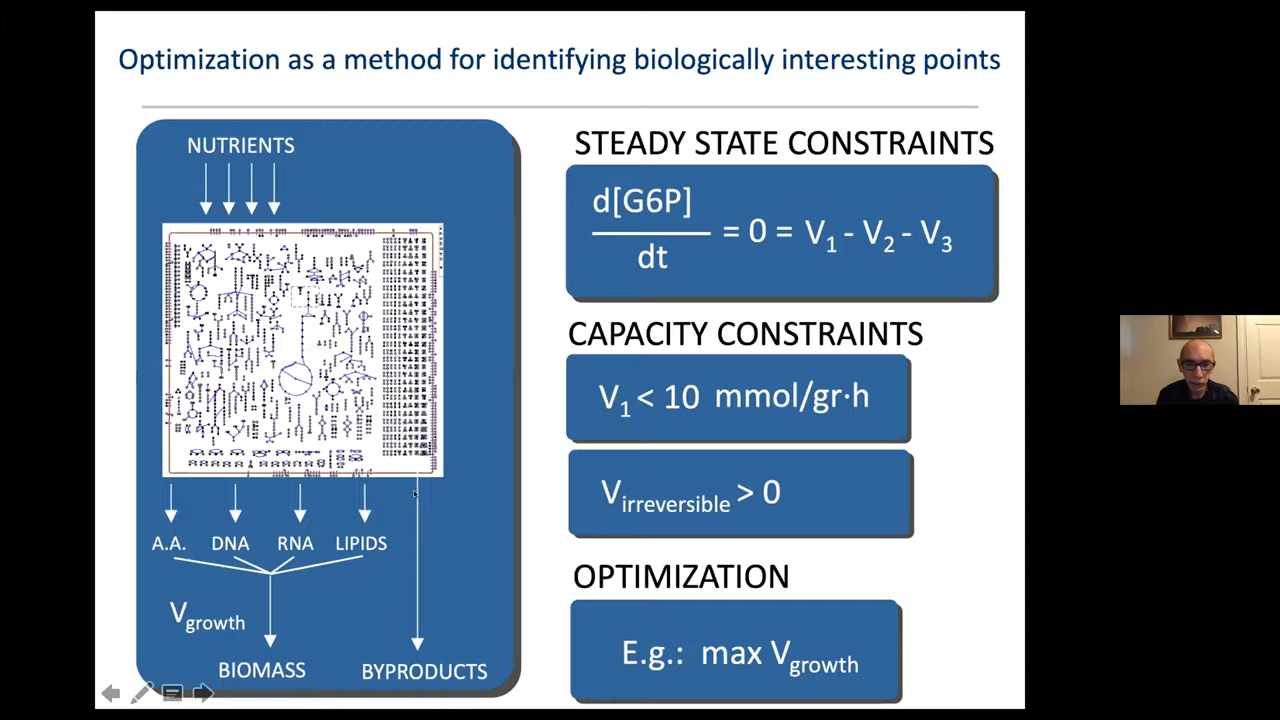 Optimization as a method for identifying biologically interesting points
NUTRIENTS
A.A. DNA RNA LIPIDS
Vgrowth
BIOMASS BYPRODUCTS
STEADY STATE CONSTRAINTS
d[G6P]
dt
= 0 = V1 - V2 - V3
CAPACITY CONSTRAINTS
V1 < 10 mmol/gr·h
Virreversible > 0
OPTIMIZATION
E.g.: max Vgrowth